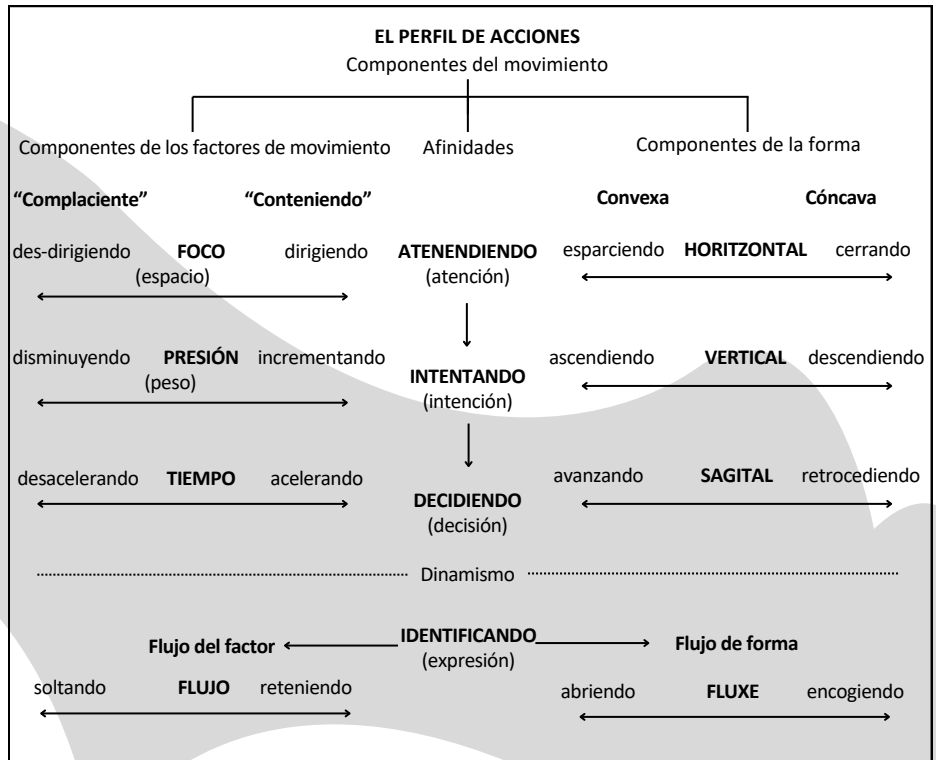 EL PERFIL DE ACCIONES
Componentes del movimiento
Componentes de los factores de movimiento Afinidades Componentes de la forma
“Complaciente” “Conteniendo” Convexa Cóncava
des-dirigiendo FOCO dirigiendo ATENENDIENDO esparciendo HORITZONTAL cerrando
(espacio) (atención)
disminuyendo PRESIÓN incrementando INTENTANDO ascendiendo VERTICAL descendiendo
(peso) (intención)
desacelerando TIEMPO acelerando DECIDIENDO avanzando SAGITAL retrocediendo
(decisión)
Dinamismo
Flujo del factor IDENTIFICANDO Flujo de forma
(expresión)
soltando FLUJO reteniendo abriendo FLUXE encogiendo